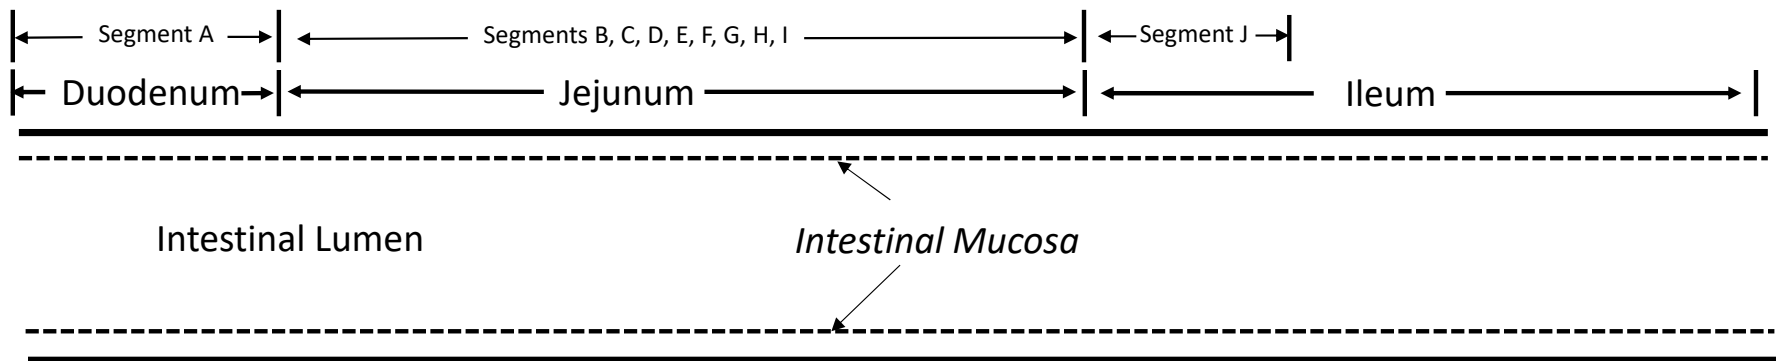 Segment A Segments B, C, D, E, F, G, H, I Segment J
Duodenum Jejunum Ileum
Intestinal Lumen Intestinal Mucosa